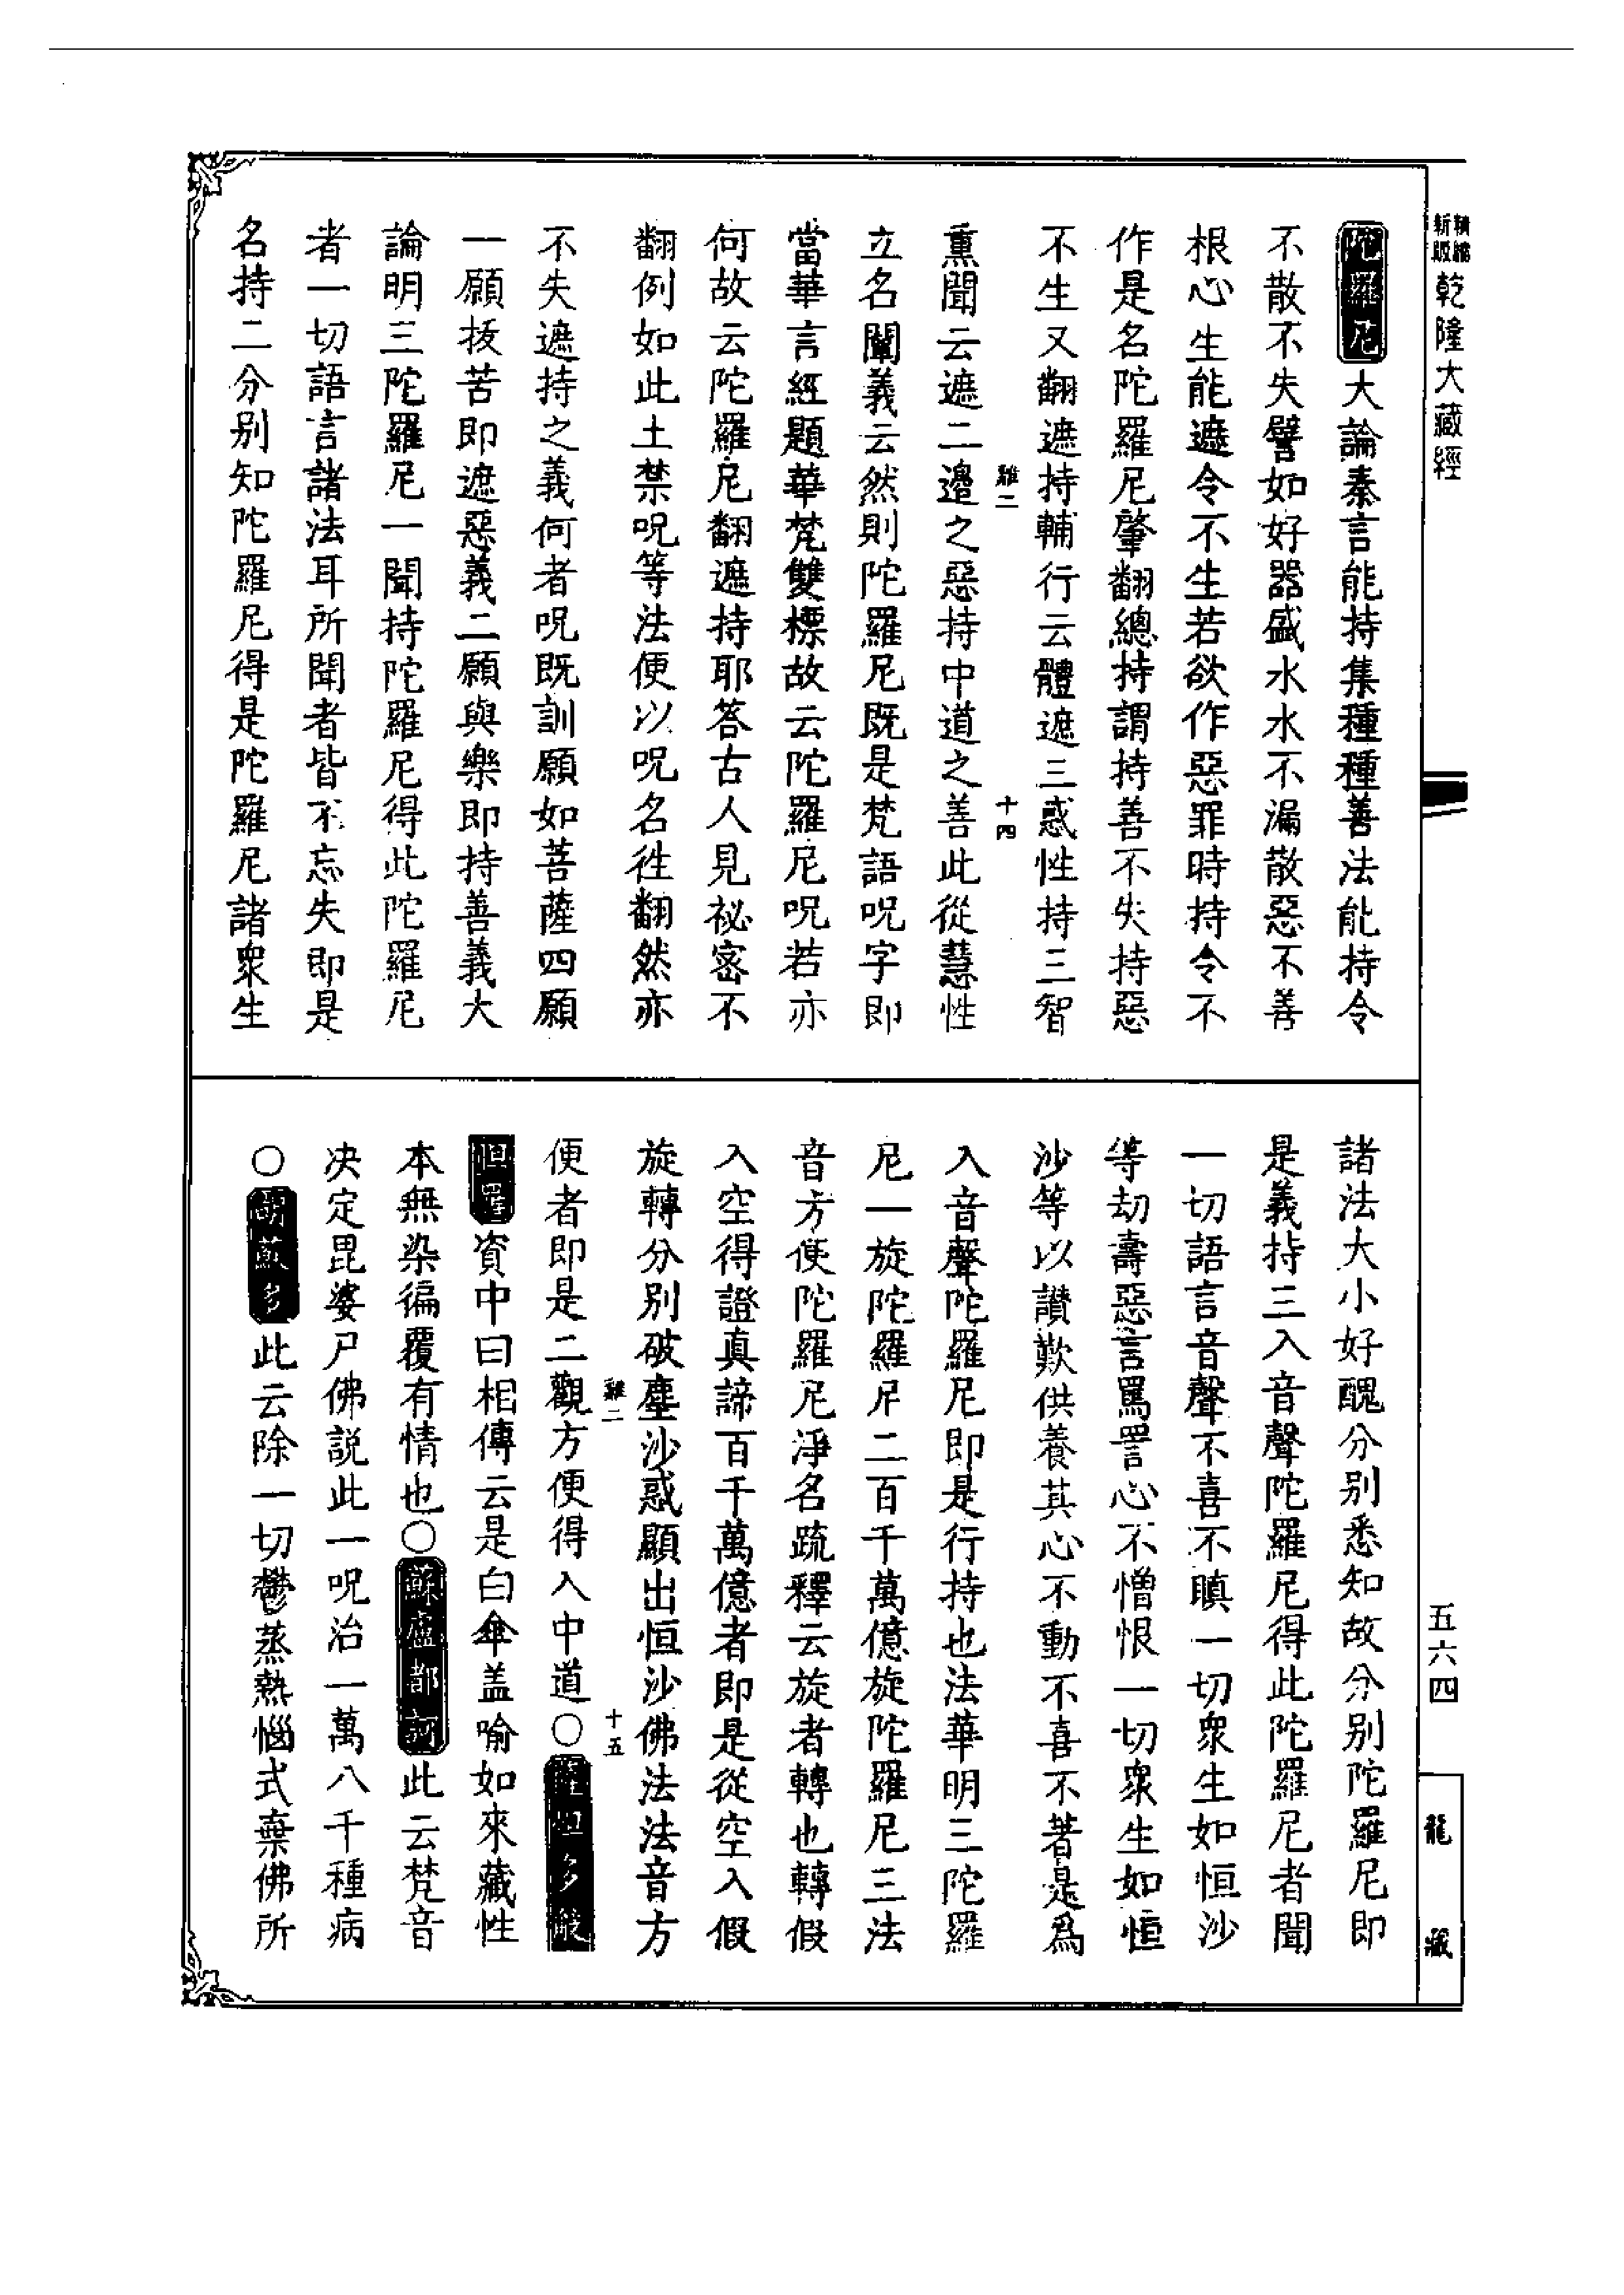 精縮
新版
乾隆大藏經
陀羅尼大論秦言能持集種種善法能持令
不散不失譬如好器盛水水不漏散惡不善
根心生能遮令不生若欲作惡罪時持令不
作是名陀羅尼肇翻總持謂持善不失持惡
不生又翻遮持輔行云體遮三惑性持三智
雞二
十四
熏聞云遮二邊之惡持中道之善此從慧性
立名闡義云然則陀羅尼既是梵語呪字即
當華言經題華梵雙標故云陀羅尼呪若亦
何故云陀羅尼翻遮持耶答古人見祕密不
翻例如此土禁呪等法便以呪名往翻然亦
不失遮持之義何者呪既訓願如菩薩四願
一願拔苦即遮惡義二願與樂即持善義大
論明三陀羅尼一聞持陀羅尼得此陀羅尼
者一切語言諸法耳所聞者皆不忘失即是
名持二分別知陀羅尼得是陀羅尼諸衆生
諸法大小好醜分別悉知故分別陀羅尼即
是義持三入音聲陀羅尼得此陀羅尼者聞
一切語言音聲不喜不瞋一切衆生如恒沙
等劫壽惡言罵詈心不憎恨一切衆生如恒
沙等以讚歎供養其心不動不喜不著是爲
入音聲陀羅尼即是行持也法華明三陀羅
尼一旋陀羅尼二百千萬億旋陀羅尼三法
音方便陀羅尼淨名疏釋云旋者轉也轉假
入空得證真諦百千萬億者即是從空入假
旋轉分別破塵沙惑顯出恒沙佛法法音方
雞二
十五
便者即是二觀方便得入中道○薩怛多般
怛囉資中曰相傳云是白傘盖喻如來藏性
本無染徧覆有情也○蘇盧都訶此云梵音
决定毘婆尸佛說此一呪治一萬八千種病
○胡蘇多此云除一切鬱蒸熱惱式棄佛所
五六四
龍藏